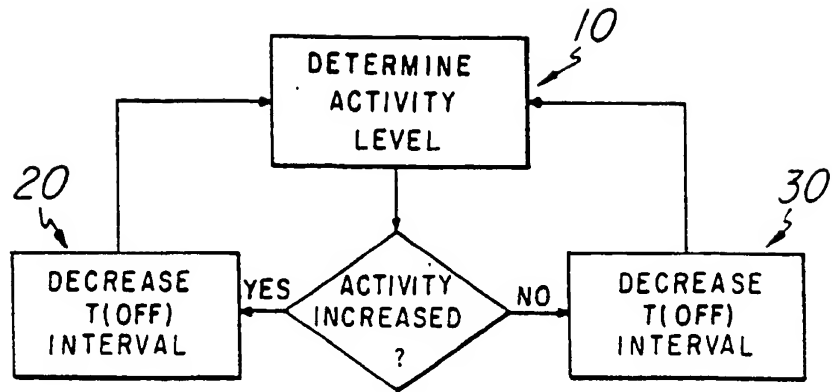 10
DETERMINE
ACTIVITY
LEVEL
20
30
DECREASE
T(OFF)
INTERVAL
YES
ACTIVITY
INCREASED
?
NO
DECREASE
T(OFF)
INTERVAL